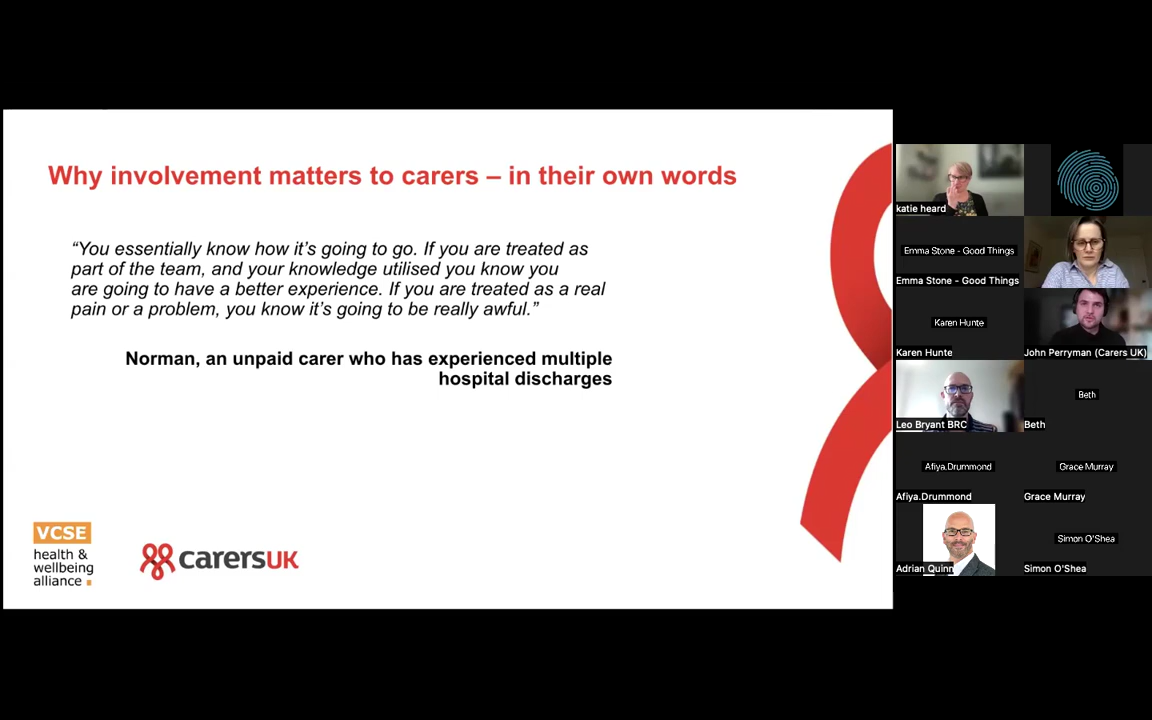 Why involvement matters to carers – in their own words
“You essentially know how it’s going to go. If you are treated as
part of the team, and your knowledge utilised you know you
are going to have a better experience. If you are treated as a real
pain or a problem, you know it’s going to be really awful.”
Norman, an unpaid carer who has experienced multiple
hospital discharges
VCSE
health &
wellbeing
alliance
carersUK
katie heard
Emma Stone - Good Things
Emma Stone - Good Things
Karen Hunte
Karen Hunte
John Perryman (Carers UK)
Leo Bryant BRC
Beth
Beth
Afiya.Drummond
Afiya.Drummond
Grace Murray
Grace Murray
Adrian Quinn
Simon O'Shea
Simon O'Shea